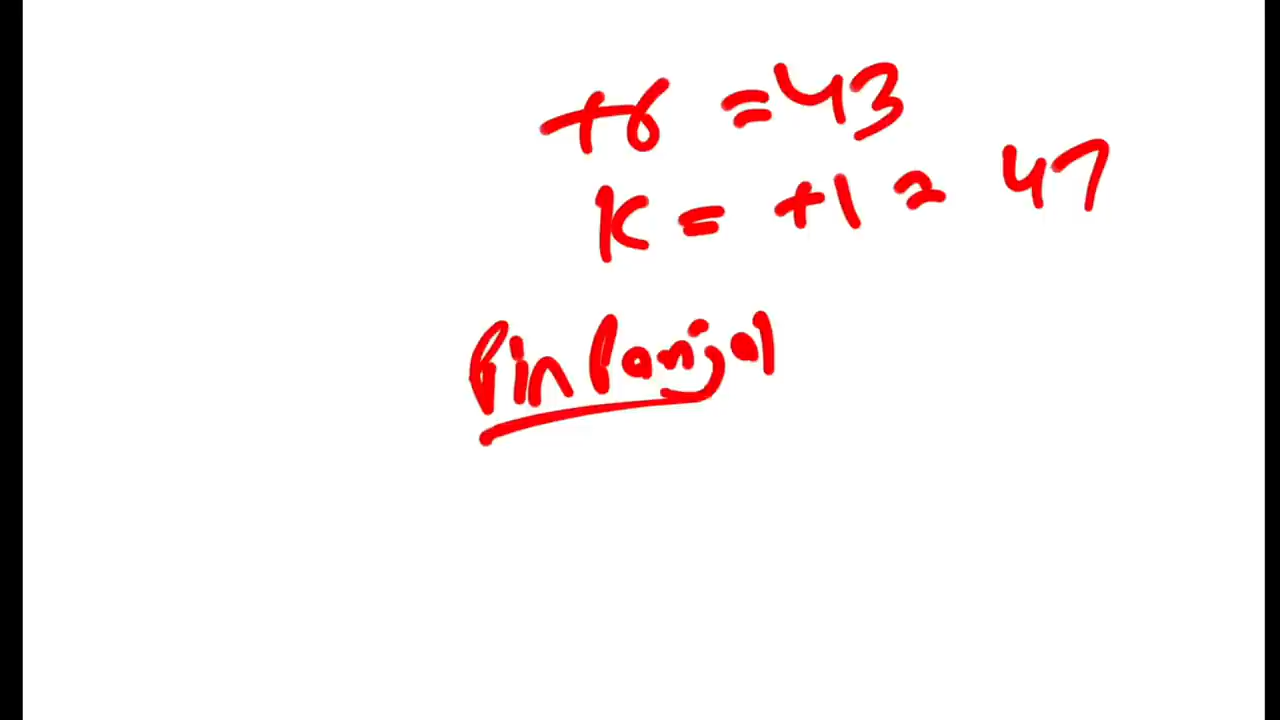 +6 = 43
K = +1 = 47
Pin Panjal